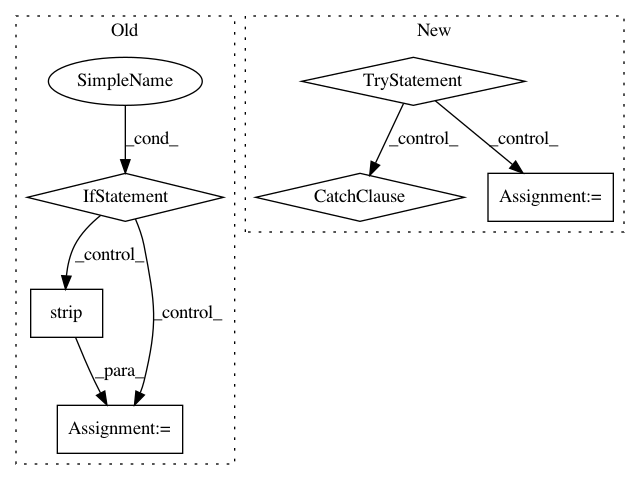 Old
New
SimpleName
TryStatement
_cond_
_control_
_control_
IfStatement
CatchClause
Assignment:=
_control_
strip
_control_
_para_
Assignment:=